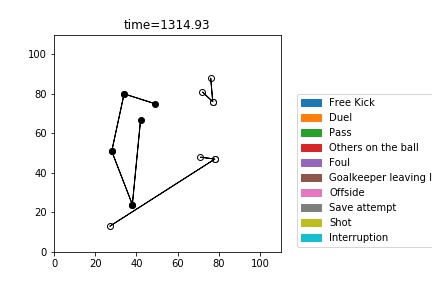 time=1314.93
100
80
60
40
20
0
0 20 40 60 80 100
Free Kick
Duel
Pass
Others on the ball
Foul
Goalkeeper leaving l
Offside
Save attempt
Shot
Interruption